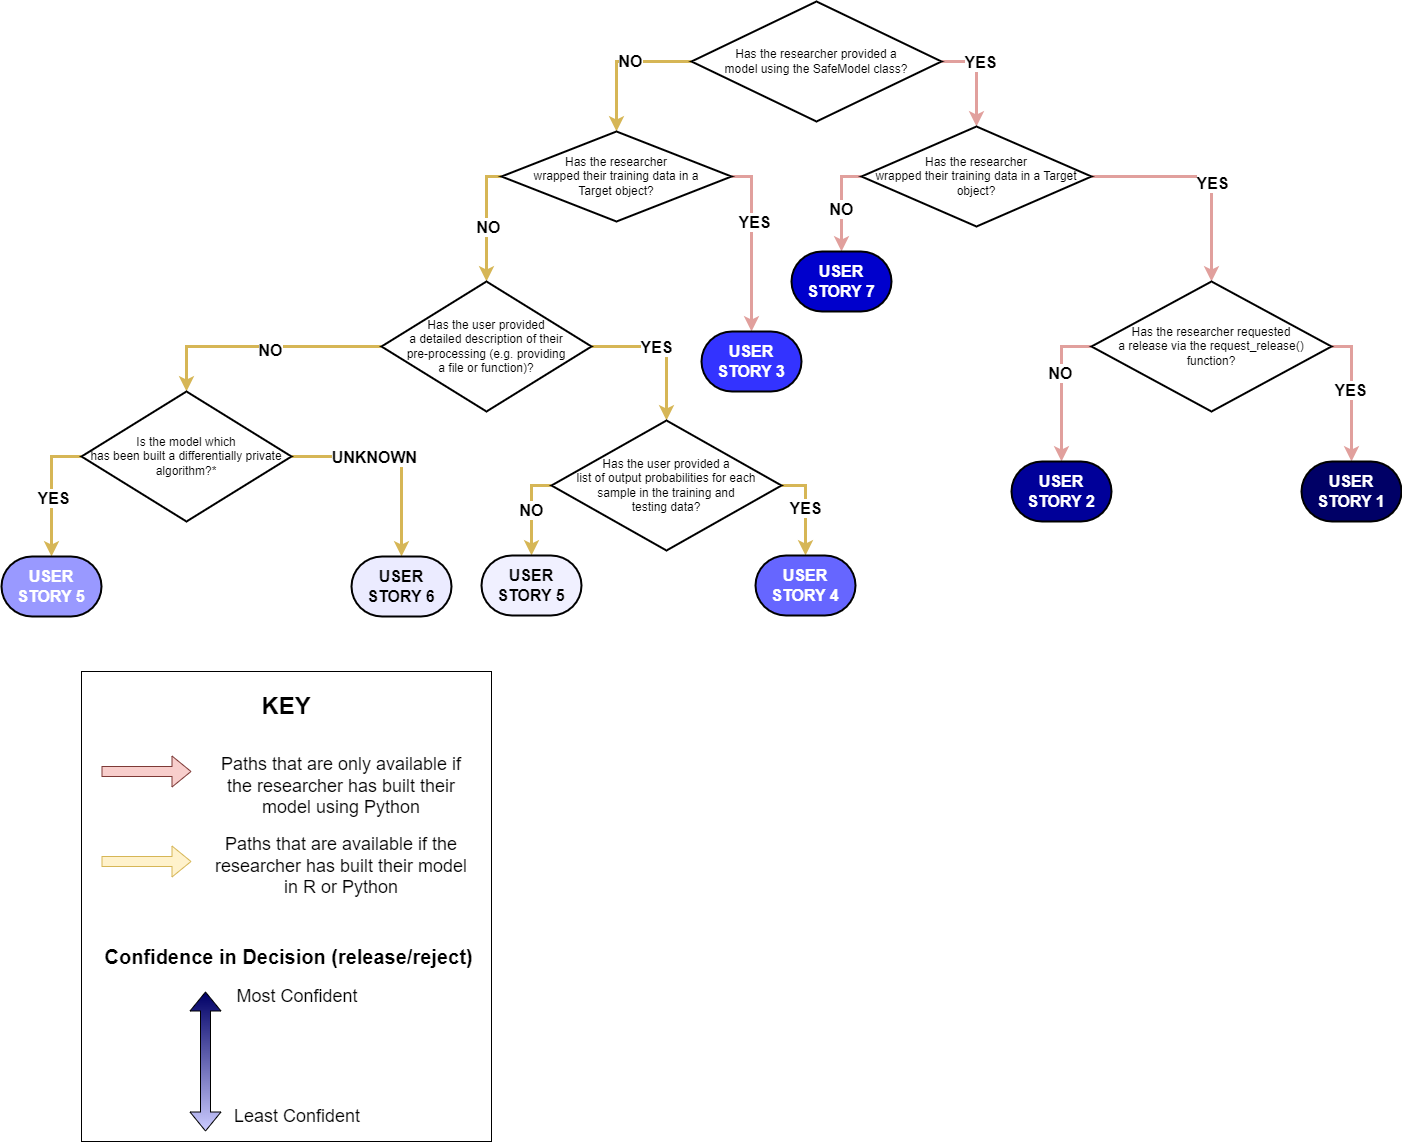 Has the researcher provided a
model using the SafeModel class?
NO
YES
Has the researcher
wrapped their training data in a
Target object?
Has the researcher
wrapped their training data in a Target
object?
NO
YES
NO
YES
USER
STORY 7
Has the user provided
a detailed description of their
pre-processing (e.g. providing
a file or function)?
USER
STORY 3
Has the researcher requested
a release via the request_release()
function?
NO
YES
NO
YES
Is the model which
has been built a differentially private
algorithm?*
Has the user provided a
list of output probabilities for each
sample in the training and
testing data?
USER
STORY 2
USER
STORY 1
YES
UNKNOWN
NO
YES
USER
STORY 5
USER
STORY 6
USER
STORY 5
USER
STORY 4
KEY
Paths that are only available if
the researcher has built their
model using Python
Paths that are available if the
researcher has built their model
in R or Python
Confidence in Decision (release/reject)
Most Confident
Least Confident